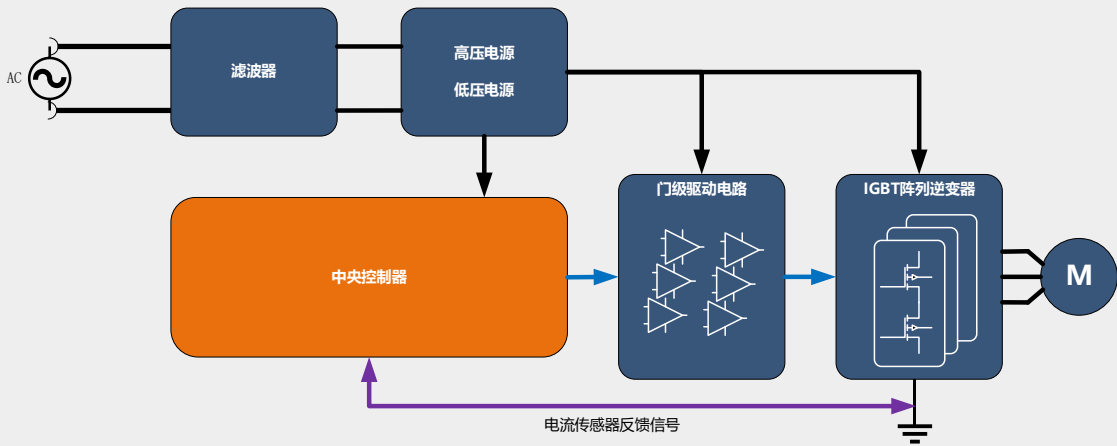 AC
滤波器
高压电源
低压电源
门级驱动电路
IGBT阵列逆变器
中央控制器
M
电流传感器反馈信号